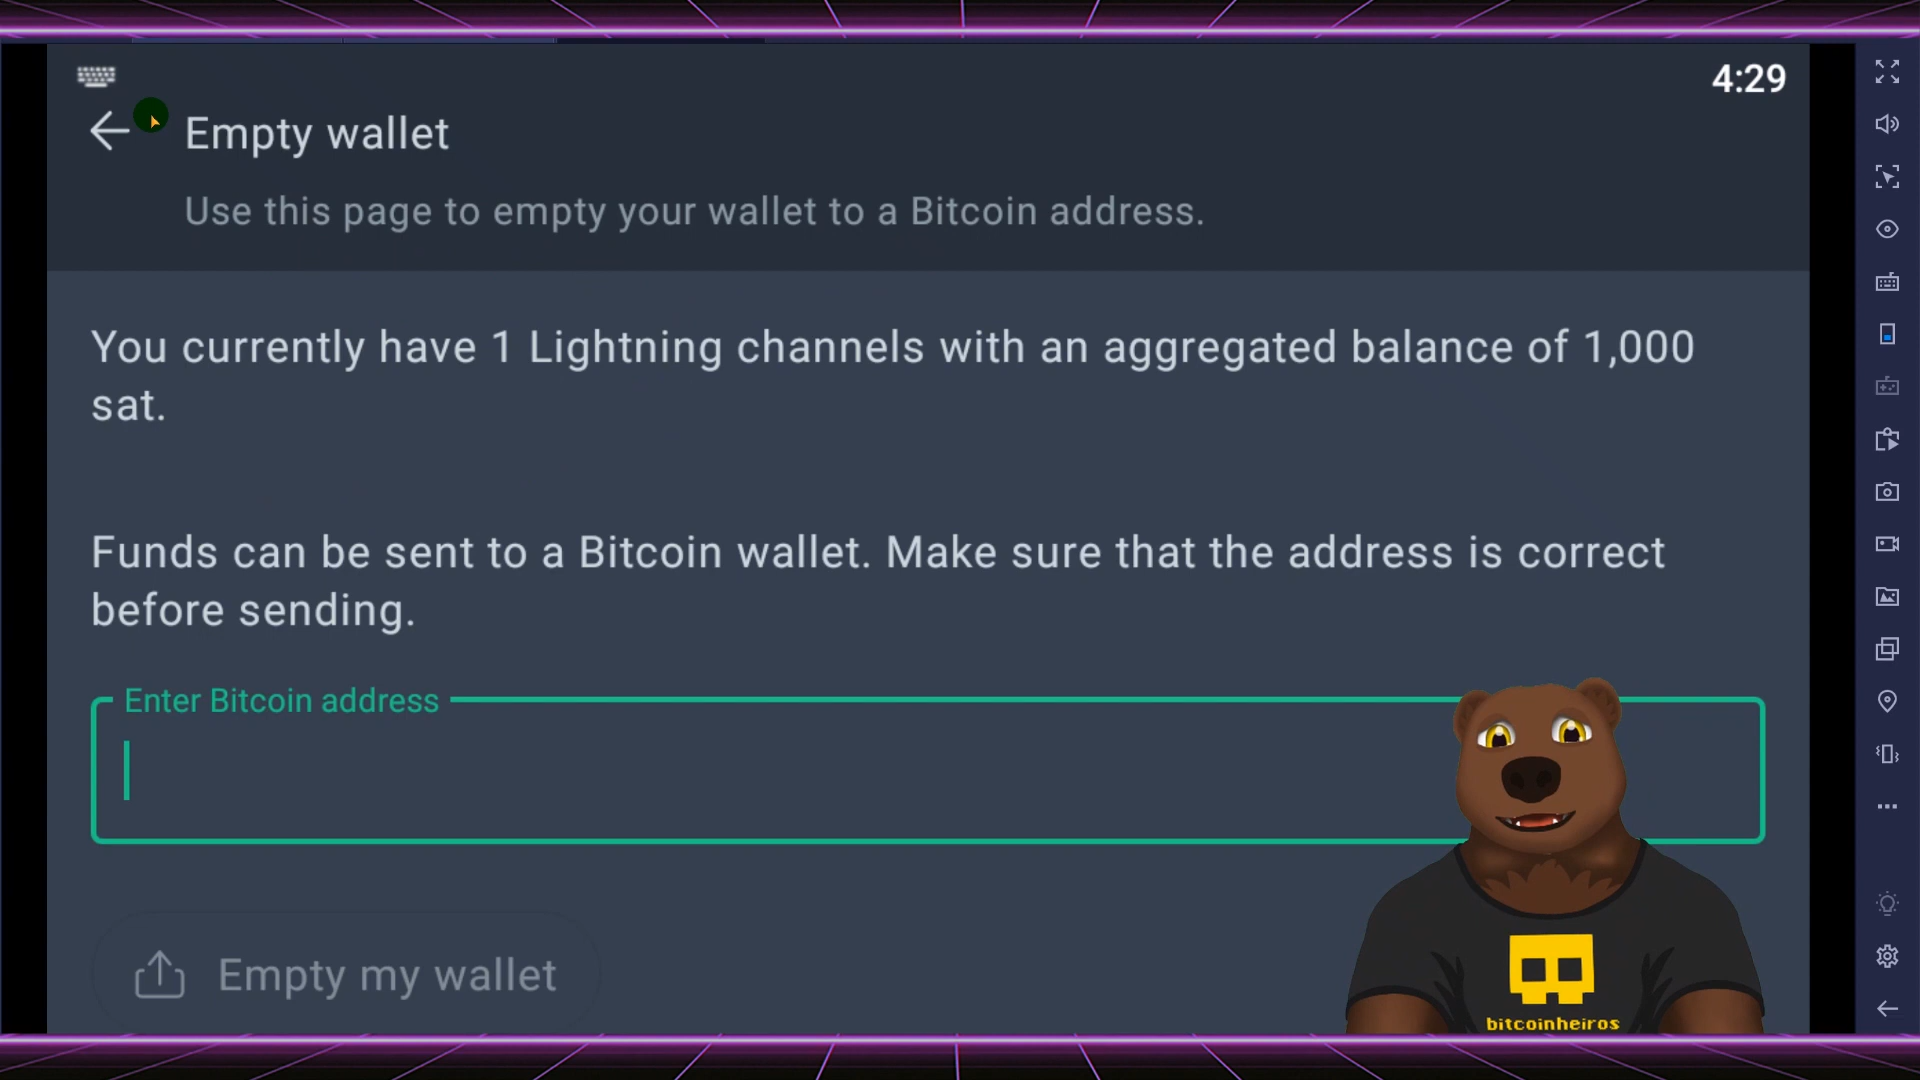 4:29
Empty wallet
Use this page to empty your wallet to a Bitcoin address.
You currently have 1 Lightning channels with an aggregated balance of 1,000
sat.
Funds can be sent to a Bitcoin wallet. Make sure that the address is correct
before sending.
Enter Bitcoin address
Empty my wallet
bitcoinheiros